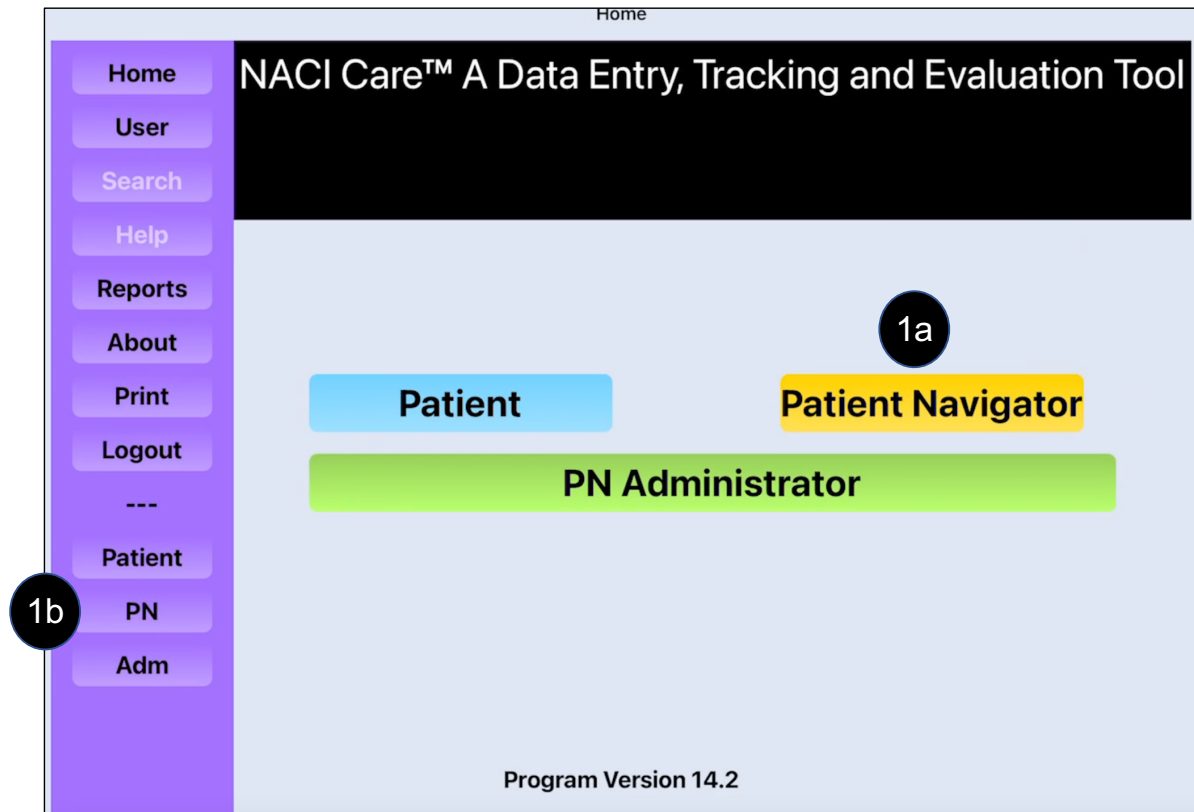 Home
NACI Care™ A Data Entry, Tracking and Evaluation Tool
Home
User
Search
Help
Reports
About
Print
Logout
---
Patient
PN
Adm
1b
1a
Patient
Patient Navigator
PN Administrator
Program Version 14.2